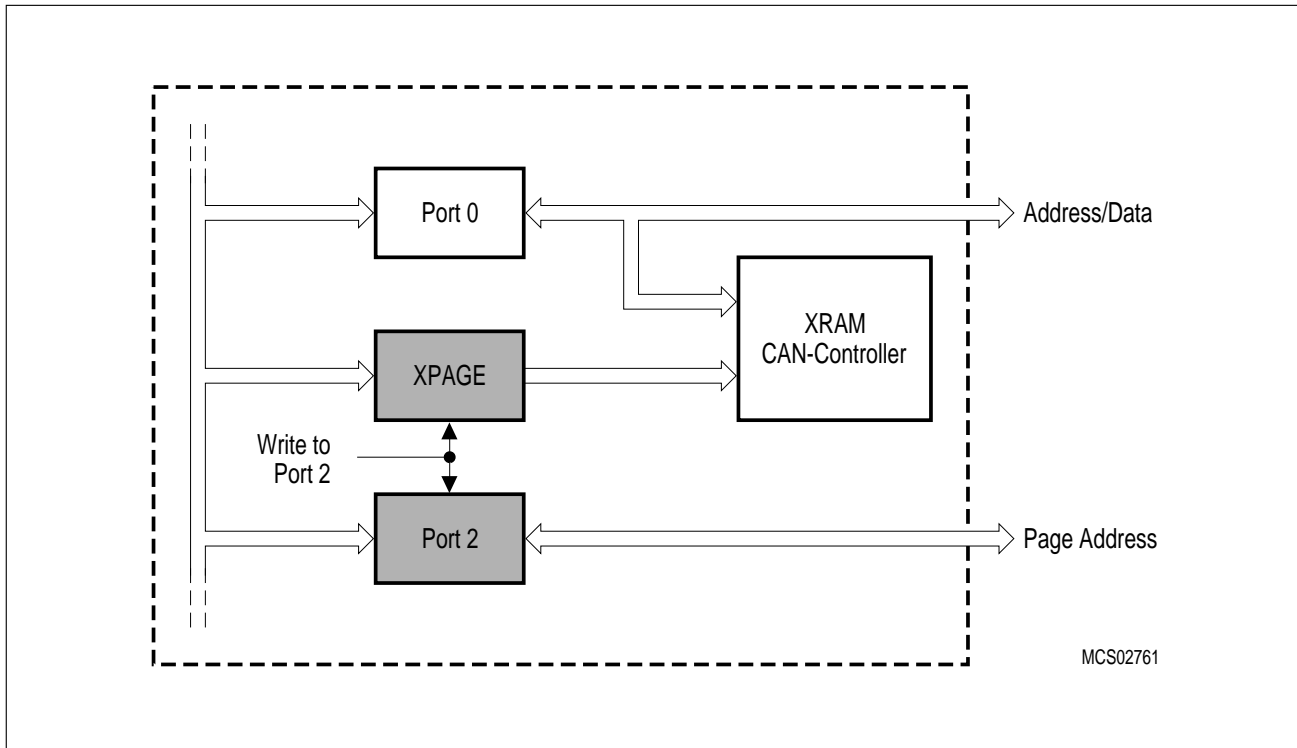 Port 0
Address/Data
XRAM
CAN-Controller
XPAGE
Write to
Port 2
Port 2
Page Address
MCS02761